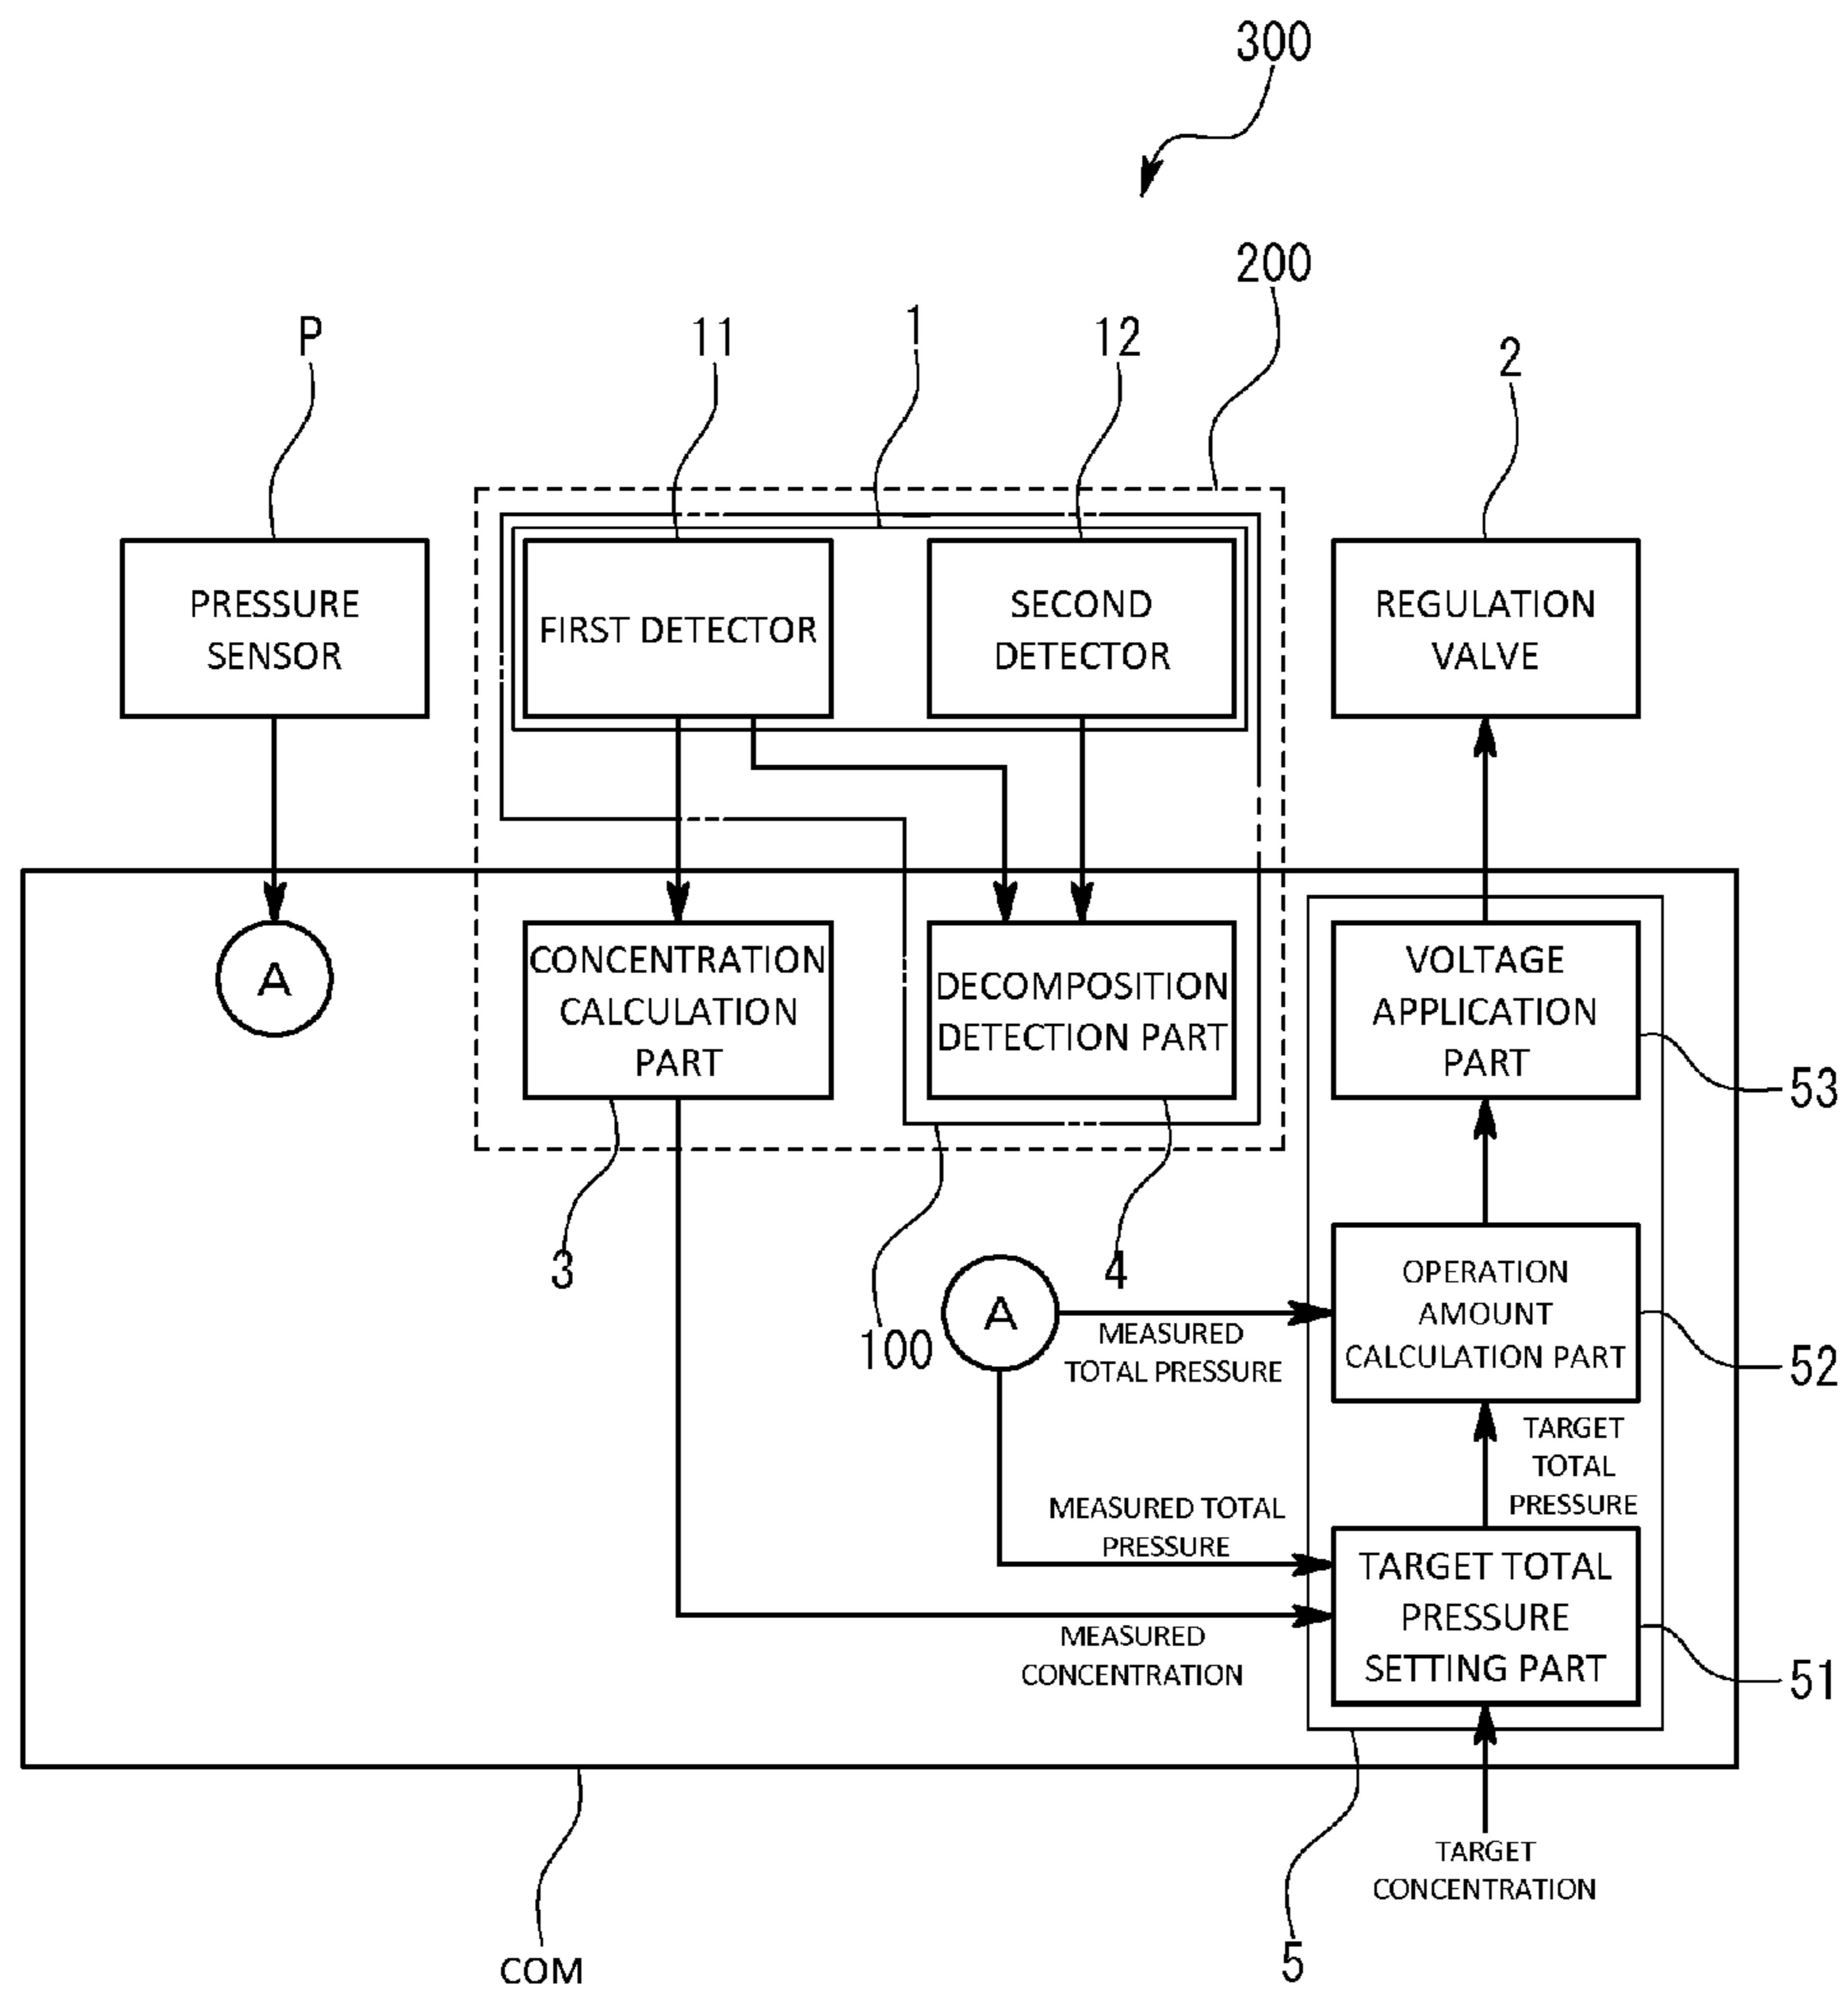 300
200
P
11
1
12
2
PRESSURE
SENSOR
FIRST DETECTOR
SECOND
DETECTOR
REGULATION
VALVE
A
CONCENTRATION
CALCULATION
PART
DECOMPOSITION
DETECTION PART
VOLTAGE
APPLICATION
PART
53
3
4
100
A
MEASURED
TOTAL PRESSURE
OPERATION
AMOUNT
CALCULATION PART
52
TARGET
TOTAL
PRESSURE
MEASURED TOTAL
PRESSURE
TARGET TOTAL
PRESSURE
SETTING PART
51
MEASURED
CONCENTRATION
TARGET
CONCENTRATION
COM
5